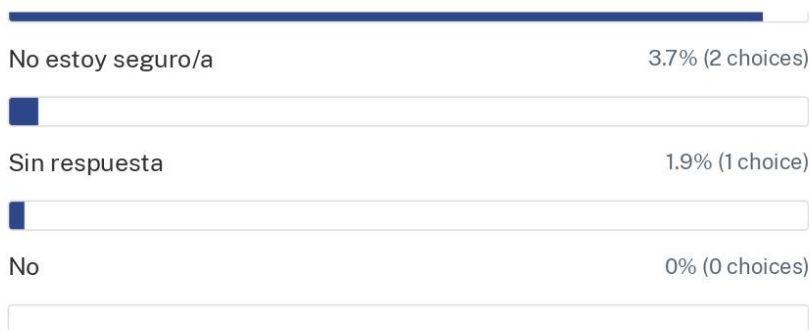 No estoy seguro/a 3.7% (2 choices)
Sin respuesta 1.9% (1 choice)
No 0% (0 choices)